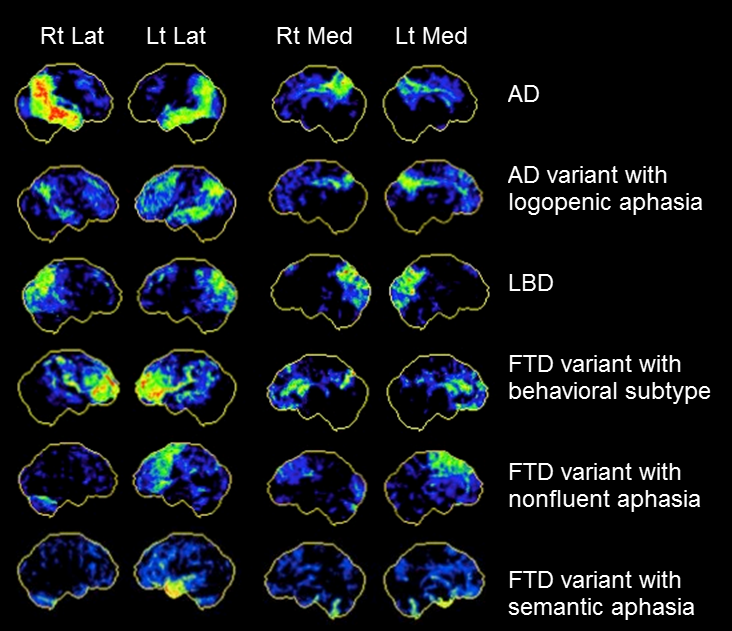 Rt Lat Lt Lat Rt Med Lt Med
AD
AD variant with
logopenic aphasia
LBD
FTD variant with
behavioral subtype
FTD variant with
nonfluent aphasia
FTD variant with
semantic aphasia